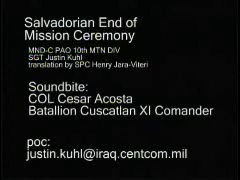 Salvadorian End of
Mission Ceremony
MND-C PAO 10th MTN DIV
SGT Justin Kuhl
translation by SPC Henry Jara-Viteri
Soundbite:
COL Cesar Acosta
Batallion Cuscatlan XI Comander
poc:
justin.kuhl@iraq.centcom.mil